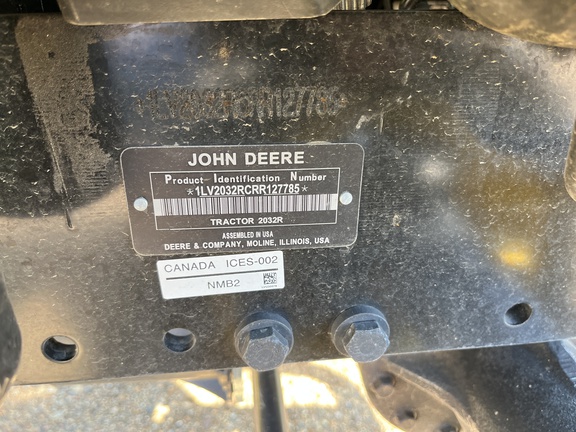 JOHN DEERE
Product Identification Number
*1LV2032RCRR127785*
TRACTOR 2032R
ASSEMBLED IN USA
DEERE & COMPANY, MOLINE, ILLINOIS, USA
CANADA ICES-002
NMB2